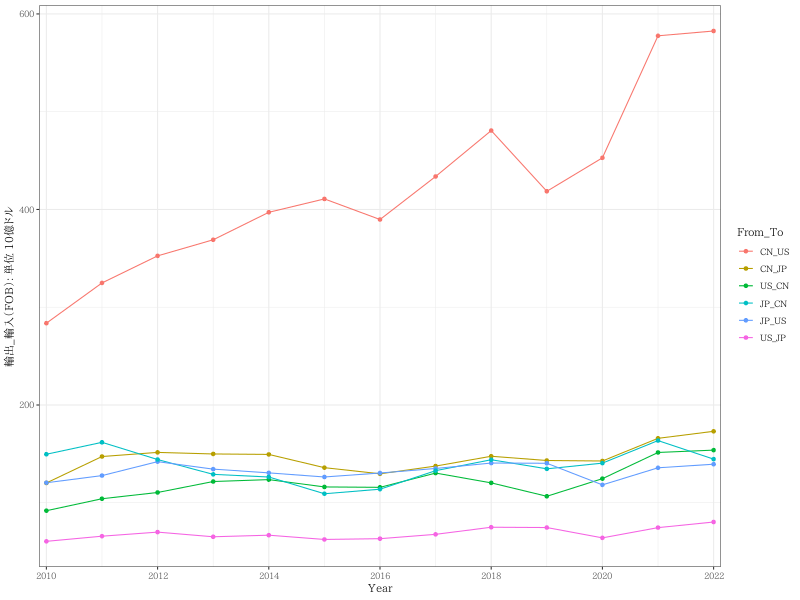 600
400
200
輸出_輸入(FOB): 単位 10億ドル
2010
2012
2014
2016
2018
2020
2022
Year
From_To
CN_US
CN_JP
US_CN
JP_CN
JP_US
US_JP